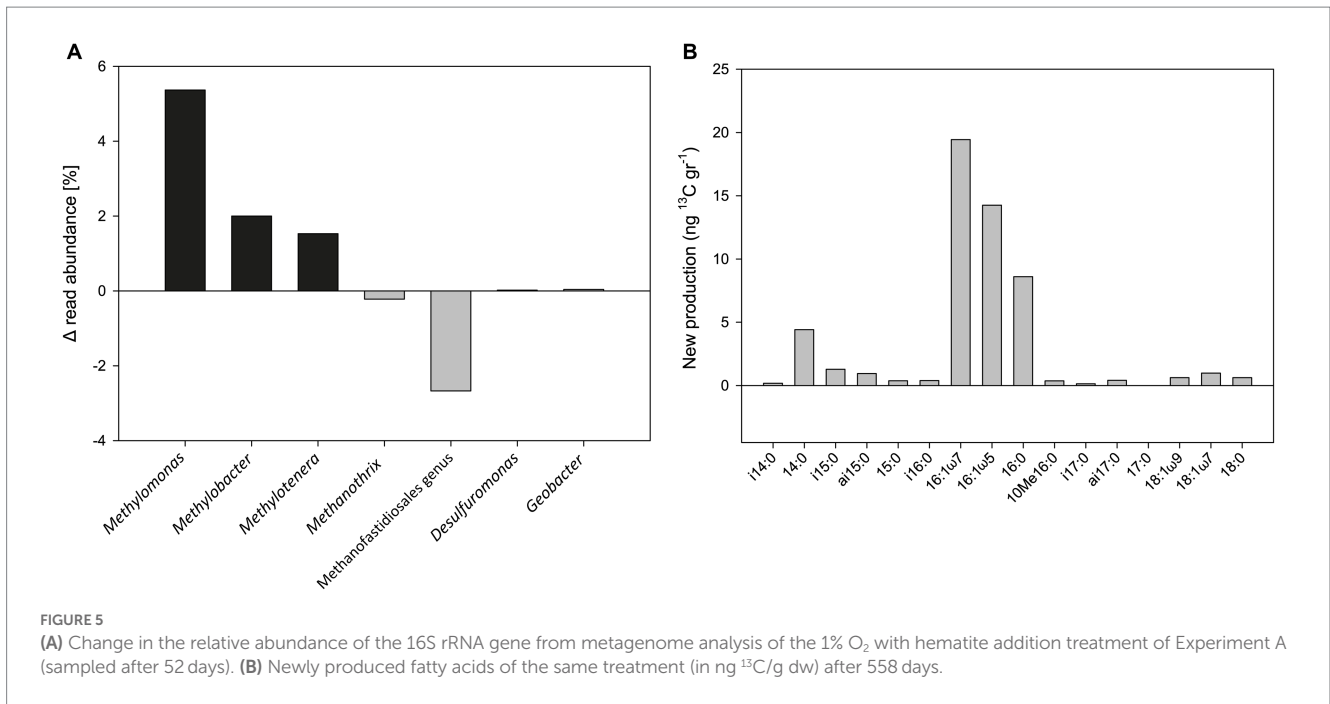 A
6
4
2
0
-2
-4
Δ read abundance [%]
Methylomonas
Methylobacter
Methylotenera
Methanothrix
Methanofastidiosales genus
Desulfuromonas
Geobacter
B
25
20
15
10
5
0
New production (ng ¹³C gr⁻¹)
i14:0
14:0
i15:0
ai15:0
15:0
i16:0
16:1ω7
16:1ω5
16:0
10Me16:0
i17:0
ai17:0
17:0
18:1ω9
18:1ω7
18:0
FIGURE 5
(A) Change in the relative abundance of the 16S rRNA gene from metagenome analysis of the 1% O₂ with hematite addition treatment of Experiment A
(sampled after 52 days). (B) Newly produced fatty acids of the same treatment (in ng ¹³C/g dw) after 558 days.